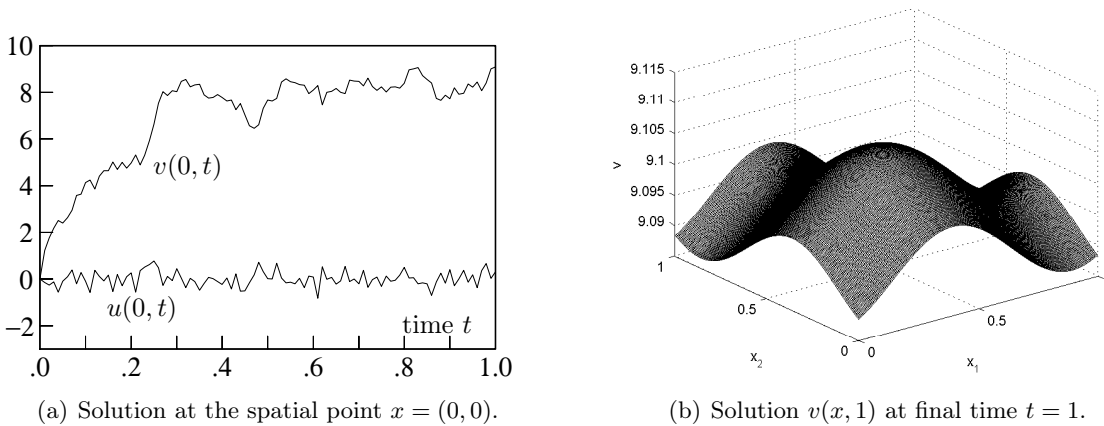 10
8
6
4
2
0
−2
v(0, t)
u(0, t)
time t
.0 .2 .4 .6 .8 1.0
(a) Solution at the spatial point x = (0, 0).
9.115
9.11
9.105
9.1
9.095
9.09
v
1
0.5
0
x₂
0
0.5
x₁
(b) Solution v(x, 1) at final time t = 1.